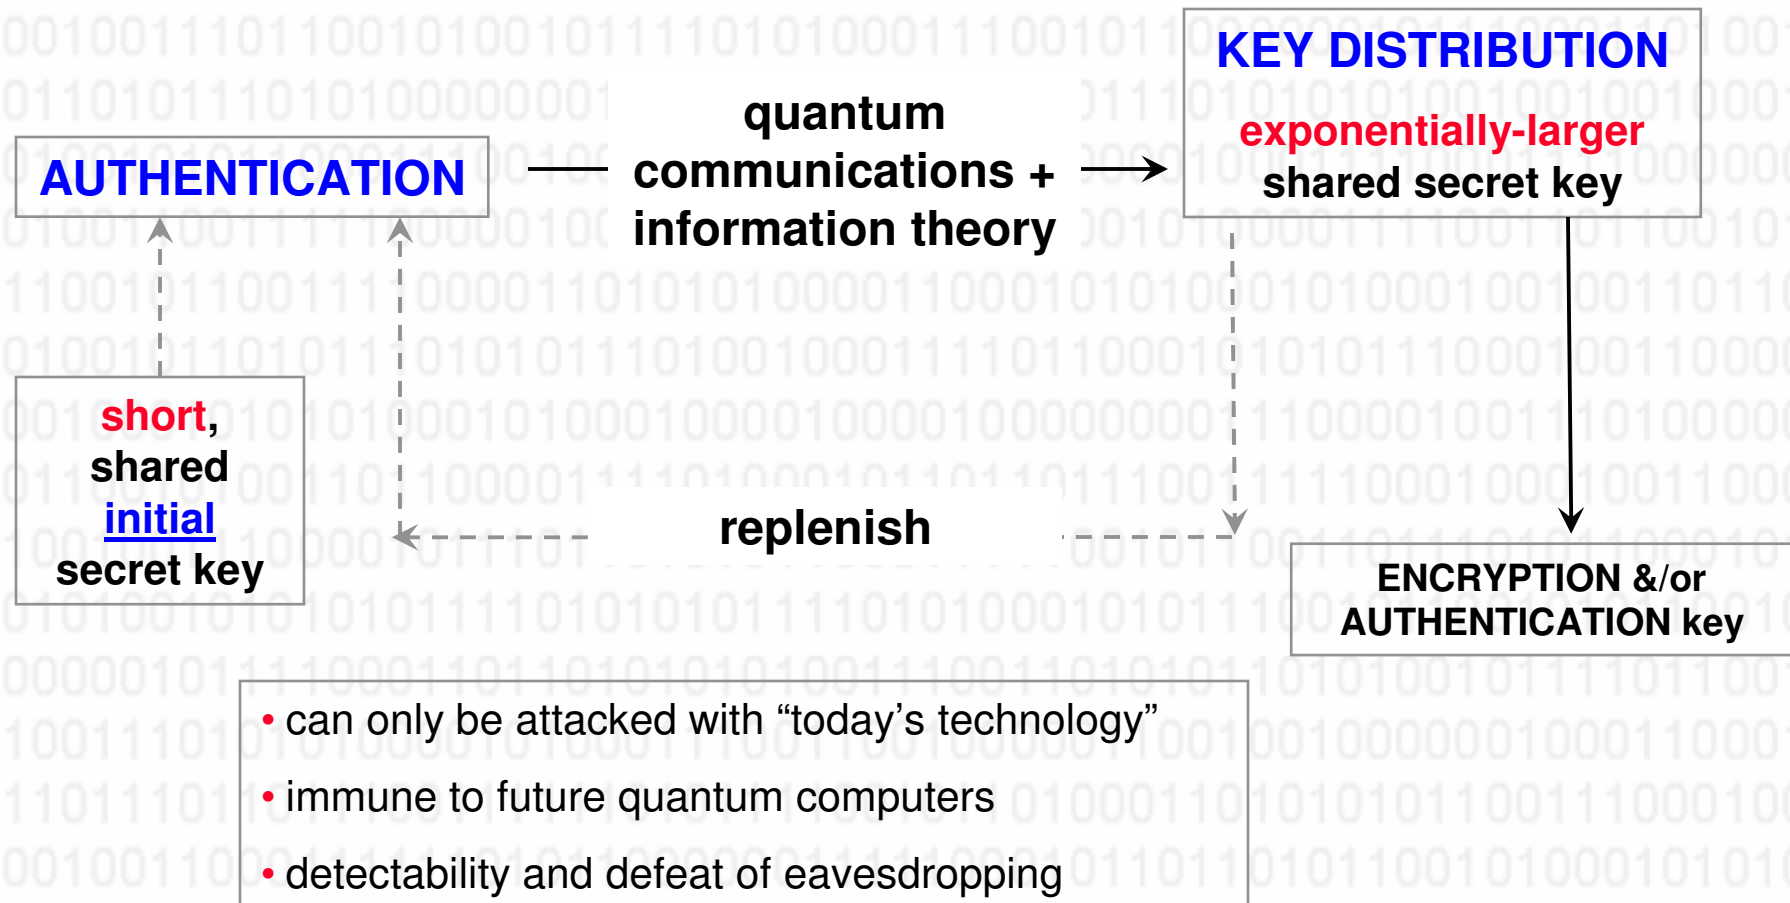 KEY DISTRIBUTION
exponentially-larger
shared secret key
quantum
communications +
information theory
AUTHENTICATION
short,
shared
initial
secret key
replenish
ENCRYPTION &/or
AUTHENTICATION key
• can only be attacked with “today’s technology”
• immune to future quantum computers
• detectability and defeat of eavesdropping